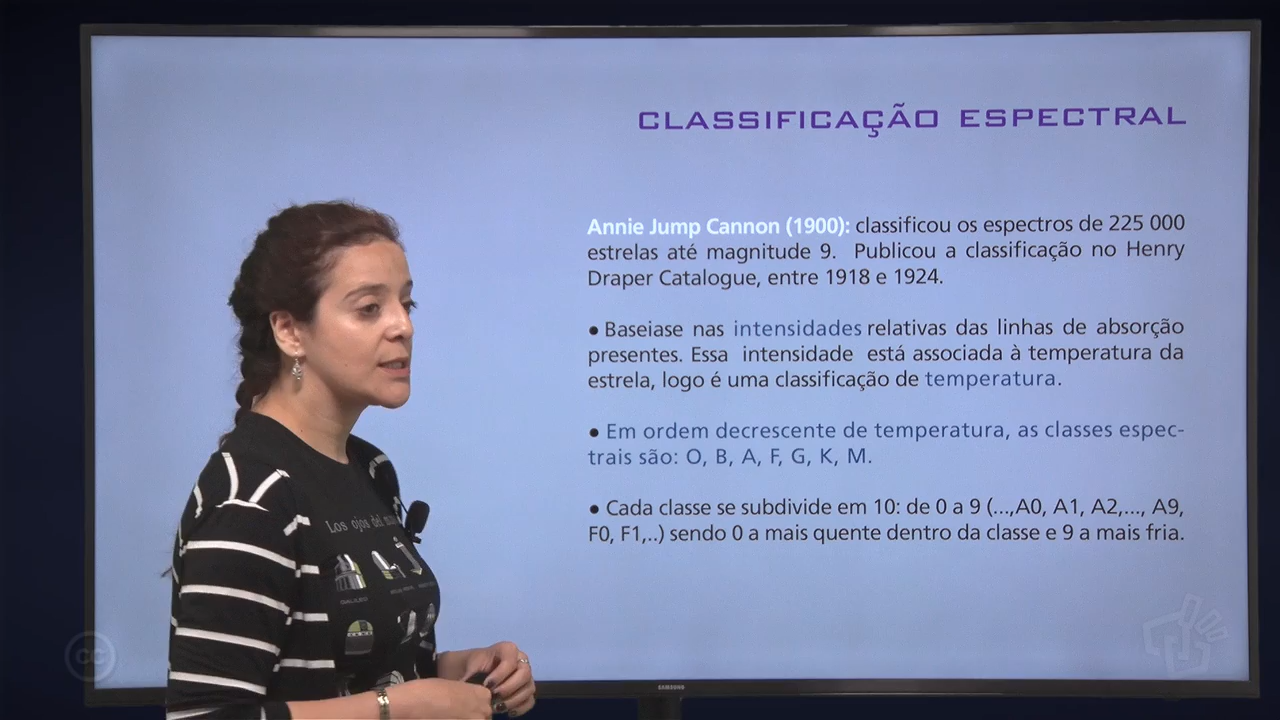 CLASSIFICAÇÃO ESPECTRAL
Annie Jump Cannon (1900): classificou os espectros de 225 000
estrelas até magnitude 9. Publicou a classificação no Henry
Draper Catalogue, entre 1918 e 1924.
• Baseiase nas intensidades relativas das linhas de absorção
presentes. Essa intensidade está associada à temperatura da
estrela, logo é uma classificação de temperatura.
• Em ordem decrescente de temperatura, as classes espec-
trais são: O, B, A, F, G, K, M.
• Cada classe se subdivide em 10: de 0 a 9 (...,A0, A1, A2,..., A9,
F0, F1,..) sendo 0 a mais quente dentro da classe e 9 a mais fria.
Los ojos del
cc
SAMSUNG